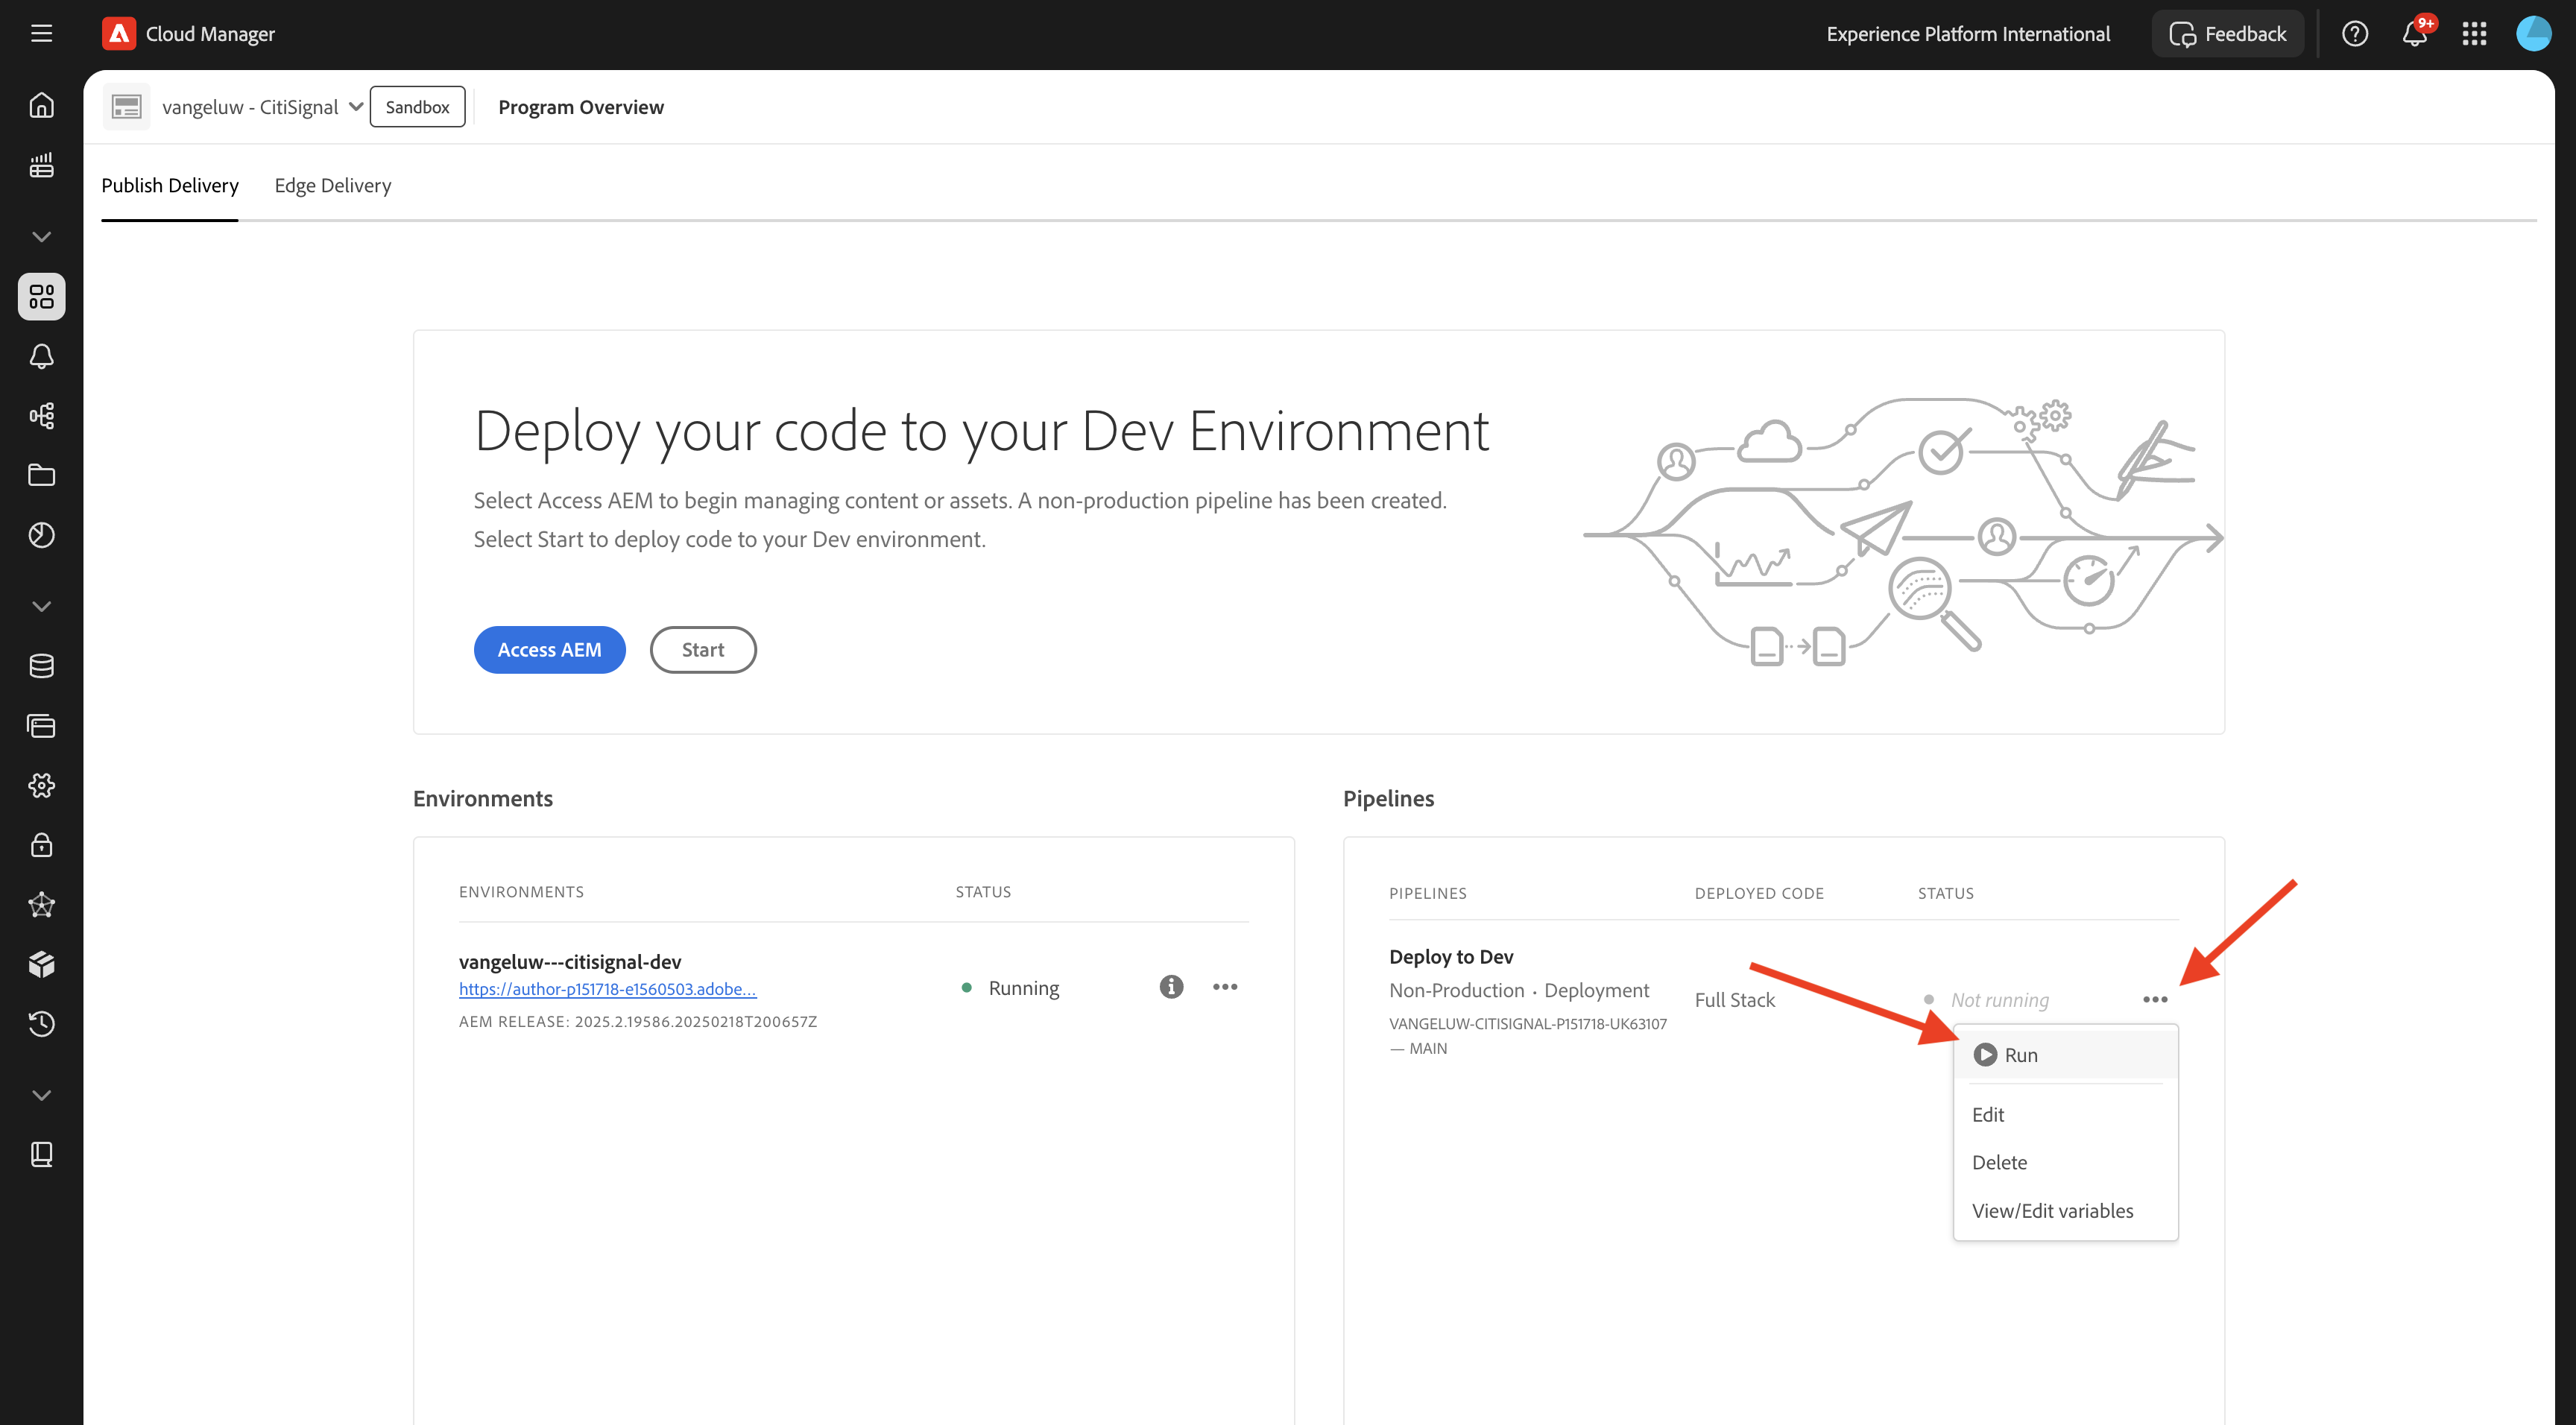 Cloud Manager
Experience Platform International
Feedback
9+
vangeluw - CitiSignal
Sandbox
Program Overview
Publish Delivery
Edge Delivery
Deploy your code to your Dev Environment
Select Access AEM to begin managing content or assets. A non-production pipeline has been created.
Select Start to deploy code to your Dev environment.
Access AEM
Start
Environments
ENVIRONMENTS
STATUS
vangeluw---citisignal-dev
https://author-p151718-e1560503.adobe...
AEM RELEASE: 2025.2.19586.20250218T200657Z
Running
Pipelines
PIPELINES
DEPLOYED CODE
STATUS
Deploy to Dev
Non-Production · Deployment
VANGELUW-CITISIGNAL-P151718-UK63107
— MAIN
Full Stack
Not running
Run
Edit
Delete
View/Edit variables